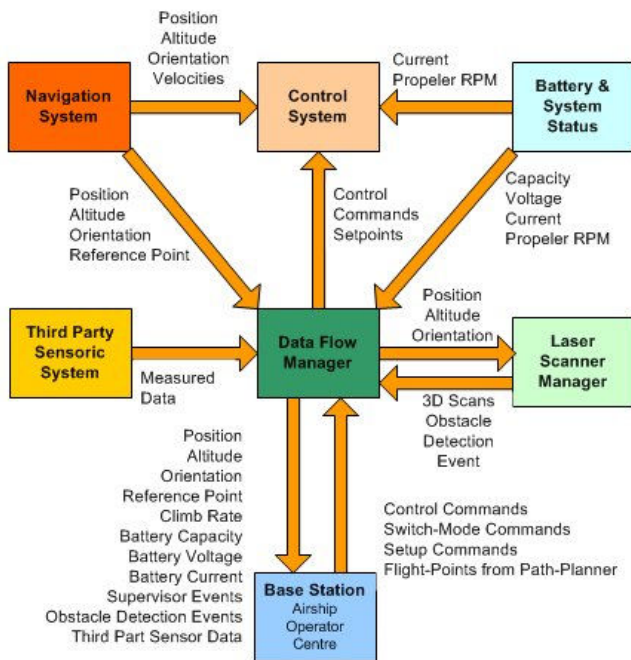 Position
Altitude
Orientation
Velocities
Current
Propeler RPM
Navigation
System
Control
System
Battery &
System
Status
Position
Altitude
Orientation
Reference Point
Control
Commands
Setpoints
Capacity
Voltage
Current
Propeler RPM
Third Party
Sensoric
System
Measured
Data
Data Flow
Manager
Position
Altitude
Orientation
Laser
Scanner
Manager
3D Scans
Obstacle
Detection
Event
Position
Altitude
Orientation
Reference Point
Climb Rate
Battery Capacity
Battery Voltage
Battery Current
Supervisor Events
Obstacle Detection Events
Third Part Sensor Data
Control Commands
Switch-Mode Commands
Setup Commands
Flight-Points from Path-Planner
Base Station
Airship
Operator
Centre